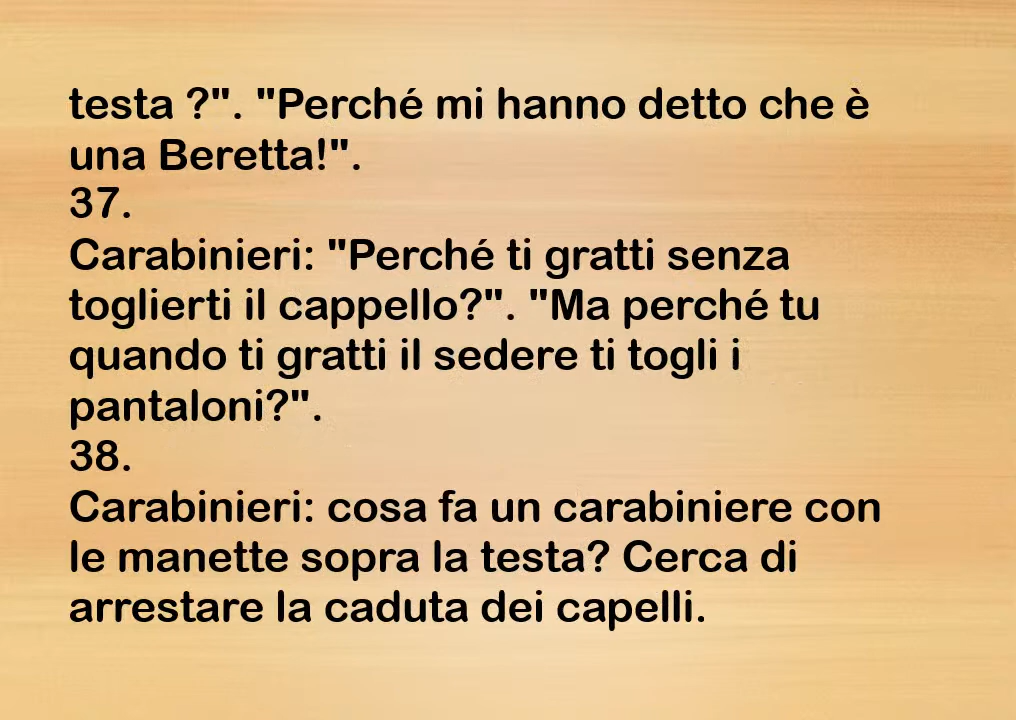 testa ?". "Perché mi hanno detto che è
una Beretta!".
37.
Carabinieri: "Perché ti gratti senza
toglierti il cappello?". "Ma perché tu
quando ti gratti il sedere ti togli i
pantaloni?".
38.
Carabinieri: cosa fa un carabiniere con
le manette sopra la testa? Cerca di
arrestare la caduta dei capelli.